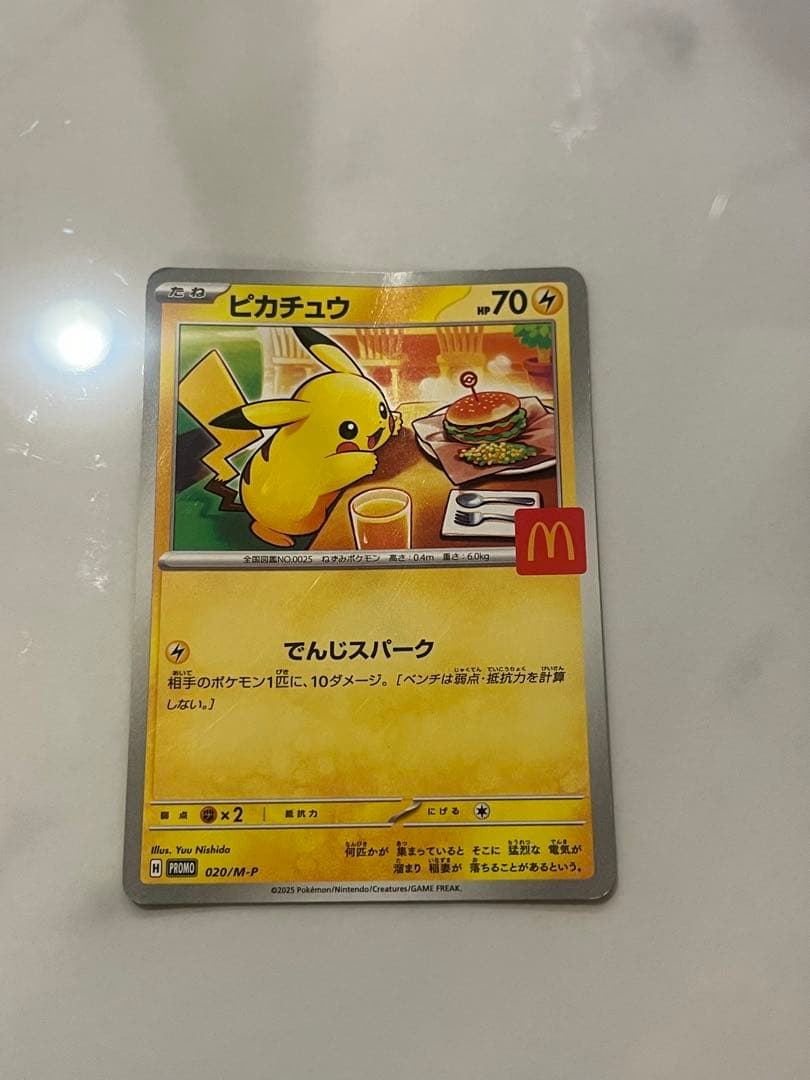 たね ピカチュウ HP70
全国図鑑NO.0025 ねずみポケモン 高さ:0.4m 重さ:6.0kg
でんじスパーク
相手のポケモン1匹に、10ダメージ。[ベンチは弱点・抵抗力を計算
しない。]
弱点 ×2 抵抗力 にげる
Illus. Yuu Nishida
何匹かが 集まっていると そこに 猛烈な 電気が
溜まり 稲妻が 落ちることがあるという。
H PROMO 020/M-P
©2025 Pokémon/Nintendo/Creatures/GAME FREAK.